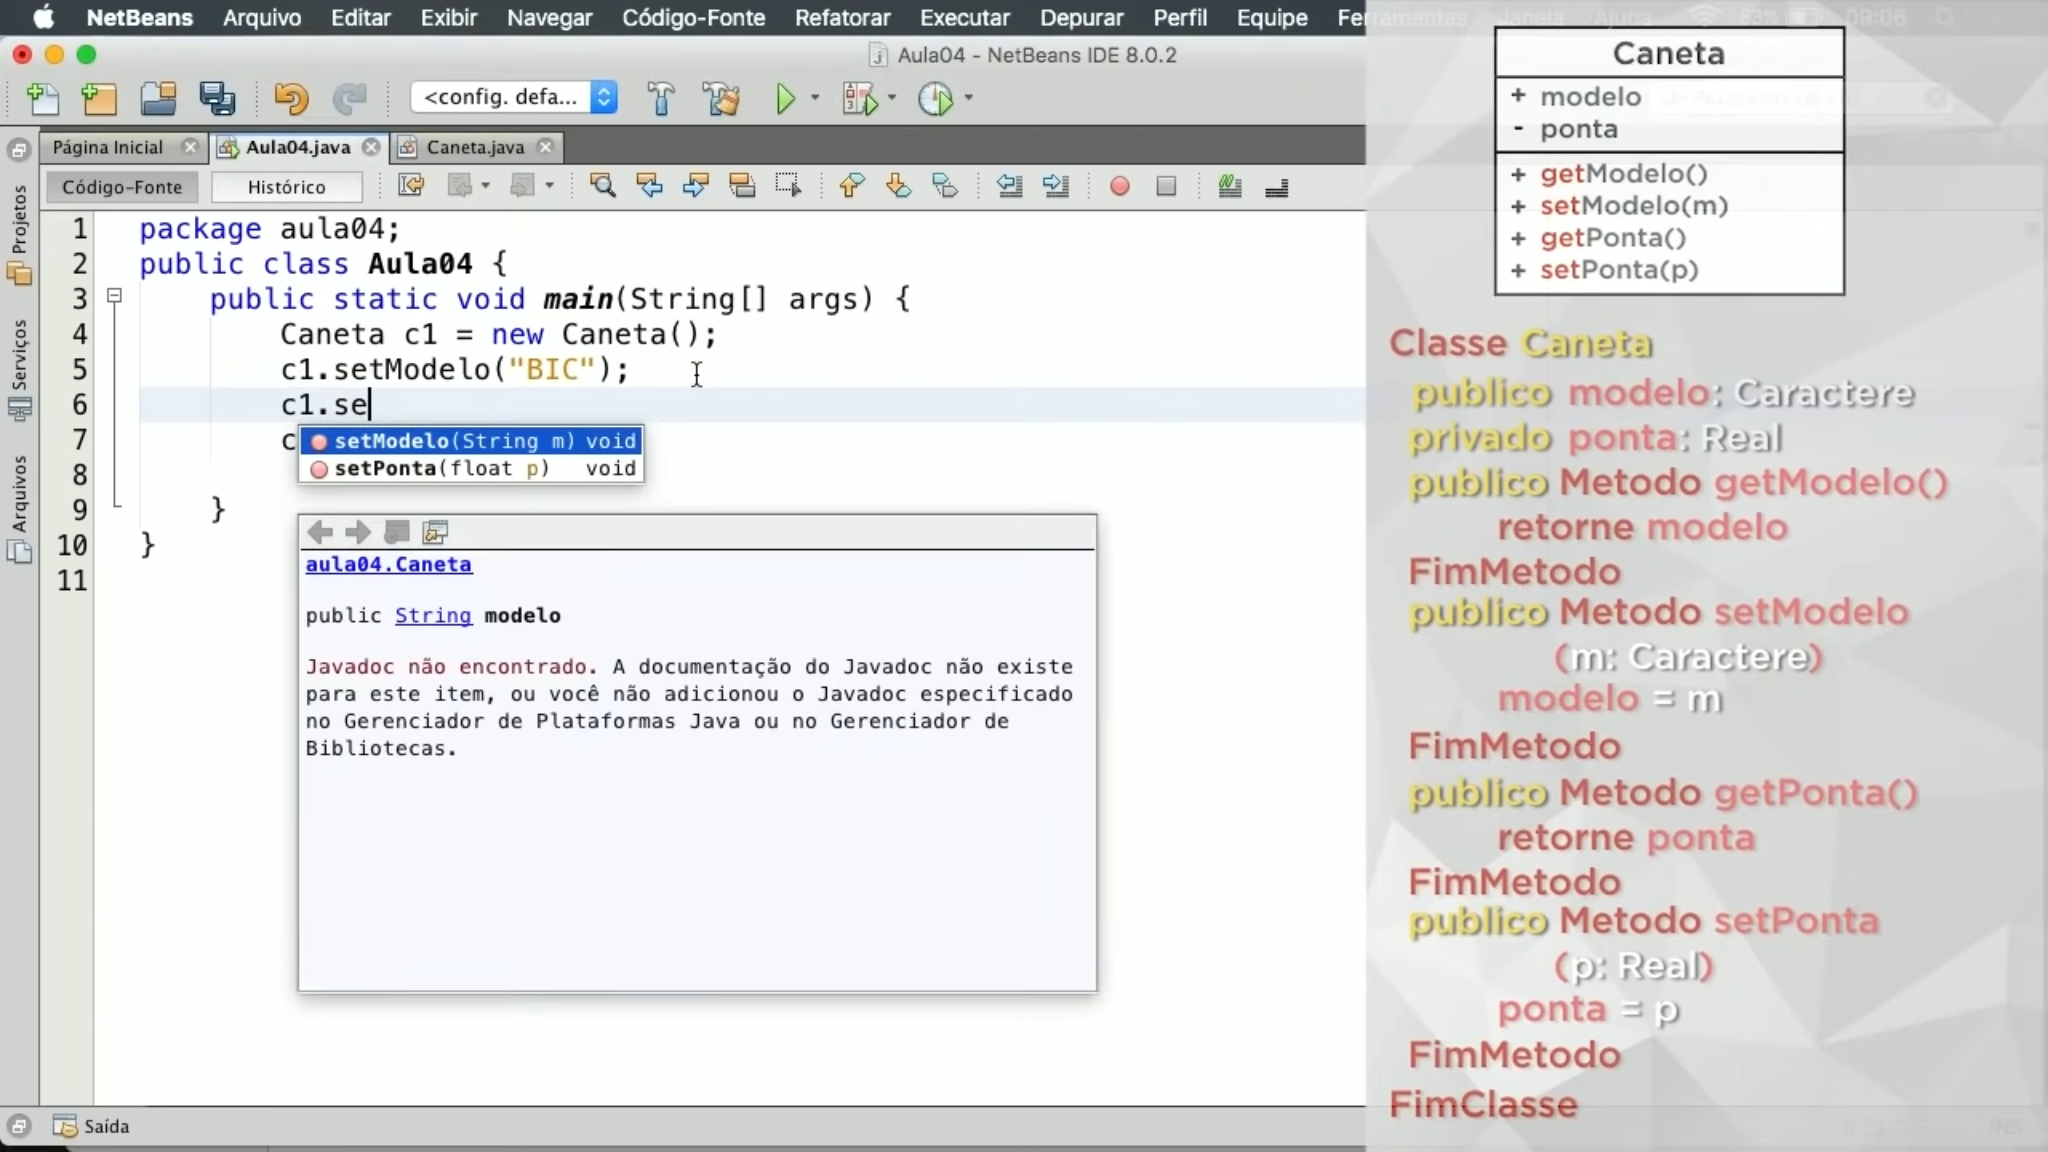 NetBeans Arquivo Editar Exibir Navegar Código-Fonte Refatorar Executar Depurar Perfil Equipe Ferramentas Janela Ajuda 83% 09:06
Aula04 - NetBeans IDE 8.0.2
<config. defa...
Página Inicial Aula04.java Caneta.java
Código-Fonte Histórico
Projetos
Serviços
Arquivos
1 package aula04;
2 public class Aula04 {
3 public static void main(String[] args) {
4 Caneta c1 = new Caneta();
5 c1.setModelo("BIC");
6 c1.se
7 c
8
9 }
10 }
11
setModelo(String m) void
setPonta(float p) void
aula04.Caneta
public String modelo
Javadoc não encontrado. A documentação do Javadoc não existe
para este item, ou você não adicionou o Javadoc especificado
no Gerenciador de Plataformas Java ou no Gerenciador de
Bibliotecas.
Saída
Caneta
+ modelo
- ponta
+ getModelo()
+ setModelo(m)
+ getPonta()
+ setPonta(p)
Classe Caneta
publico modelo: Caractere
privado ponta: Real
publico Metodo getModelo()
retorne modelo
FimMetodo
publico Metodo setModelo
(m: Caractere)
modelo = m
FimMetodo
publico Metodo getPonta()
retorne ponta
FimMetodo
publico Metodo setPonta
(p: Real)
ponta = p
FimMetodo
FimClasse